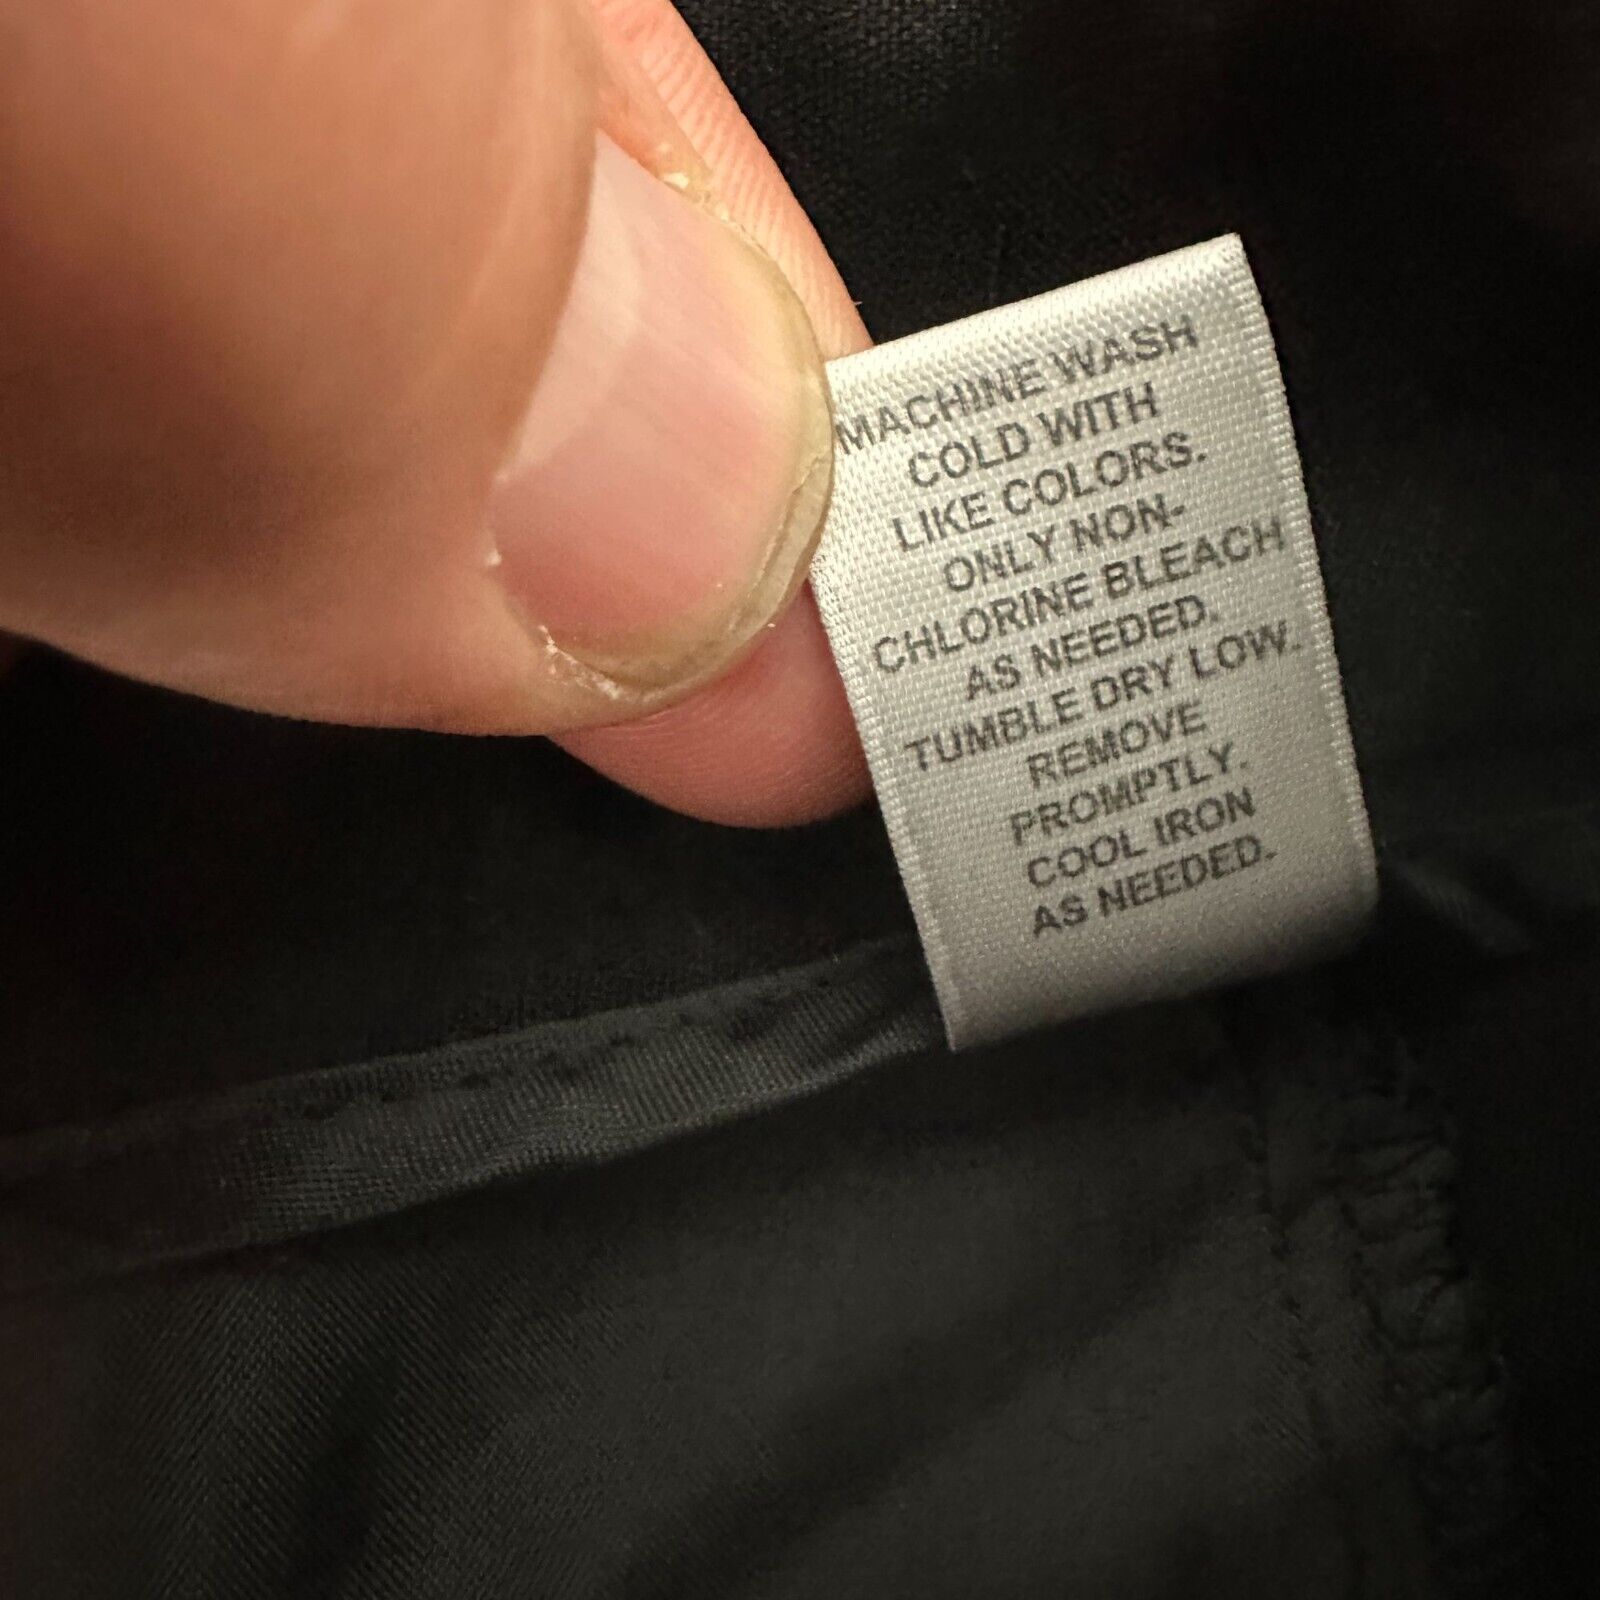 MACHINE WASH
COLD WITH
LIKE COLORS.
ONLY NON-
CHLORINE BLEACH
AS NEEDED.
TUMBLE DRY LOW.
REMOVE
PROMPTLY.
COOL IRON
AS NEEDED.